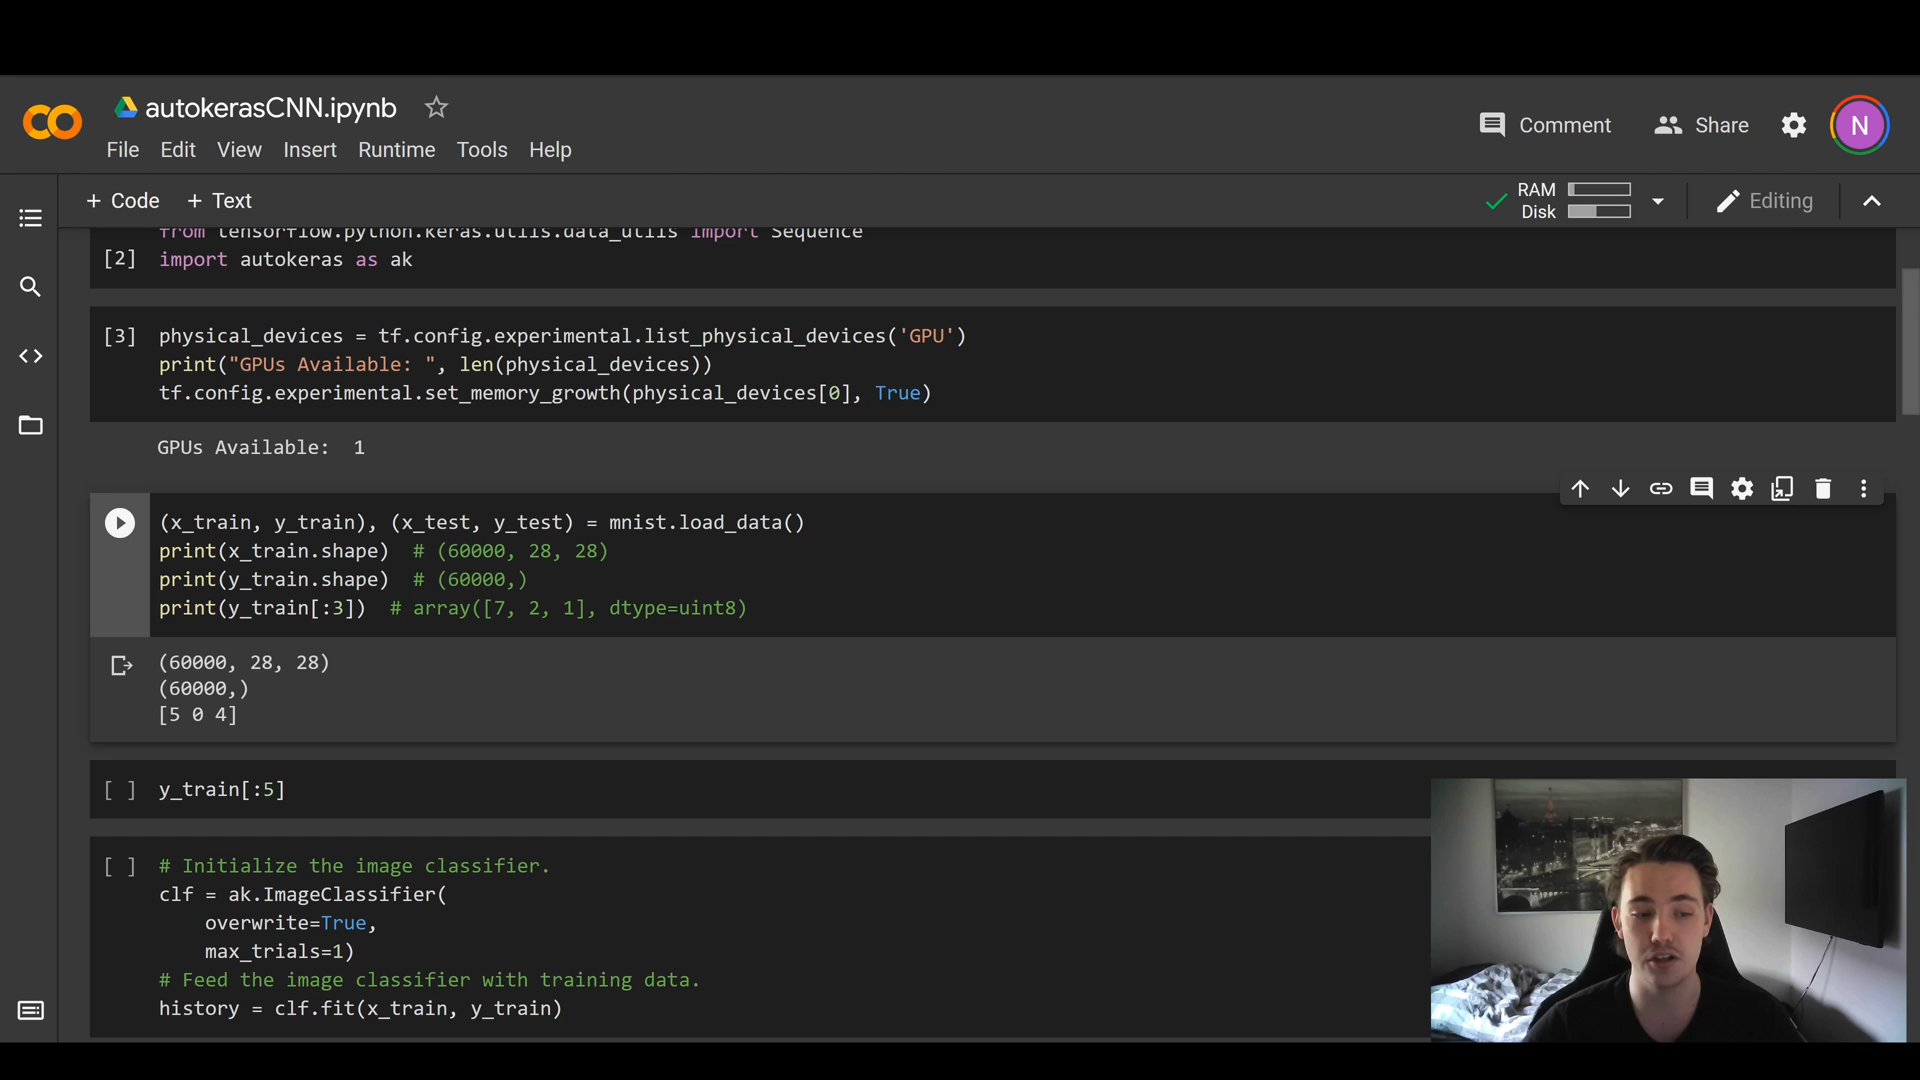 autokerasCNN.ipynb
Comment
Share
N
File Edit View Insert Runtime Tools Help
+ Code + Text
RAM
Disk
Editing
from tensorflow.python.keras.utils.data_utils import Sequence
[2] import autokeras as ak
[3] physical_devices = tf.config.experimental.list_physical_devices('GPU')
print("GPUs Available: ", len(physical_devices))
tf.config.experimental.set_memory_growth(physical_devices[0], True)
GPUs Available:  1
(x_train, y_train), (x_test, y_test) = mnist.load_data()
print(x_train.shape)  # (60000, 28, 28)
print(y_train.shape)  # (60000,)
print(y_train[:3])  # array([7, 2, 1], dtype=uint8)
(60000, 28, 28)
(60000,)
[5 0 4]
[ ] y_train[:5]
[ ] # Initialize the image classifier.
clf = ak.ImageClassifier(
    overwrite=True,
    max_trials=1)
# Feed the image classifier with training data.
history = clf.fit(x_train, y_train)